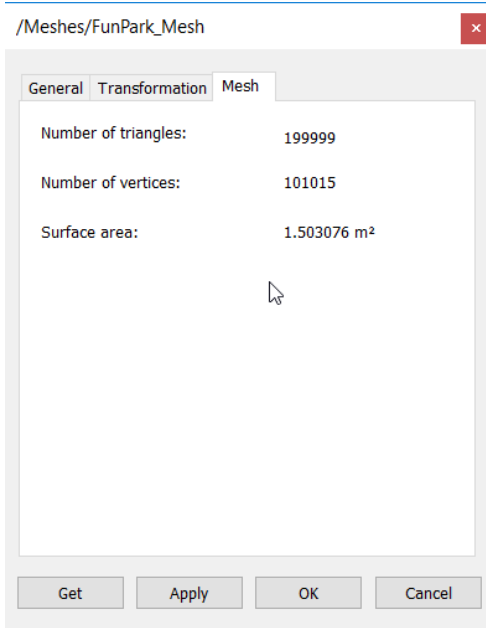 /Meshes/FunPark_Mesh
General Transformation Mesh
Number of triangles: 199999
Number of vertices: 101015
Surface area: 1.503076 m²
Get Apply OK Cancel